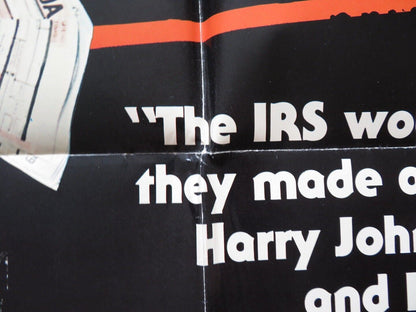 "The IRS wo
they made a
Harry John
and